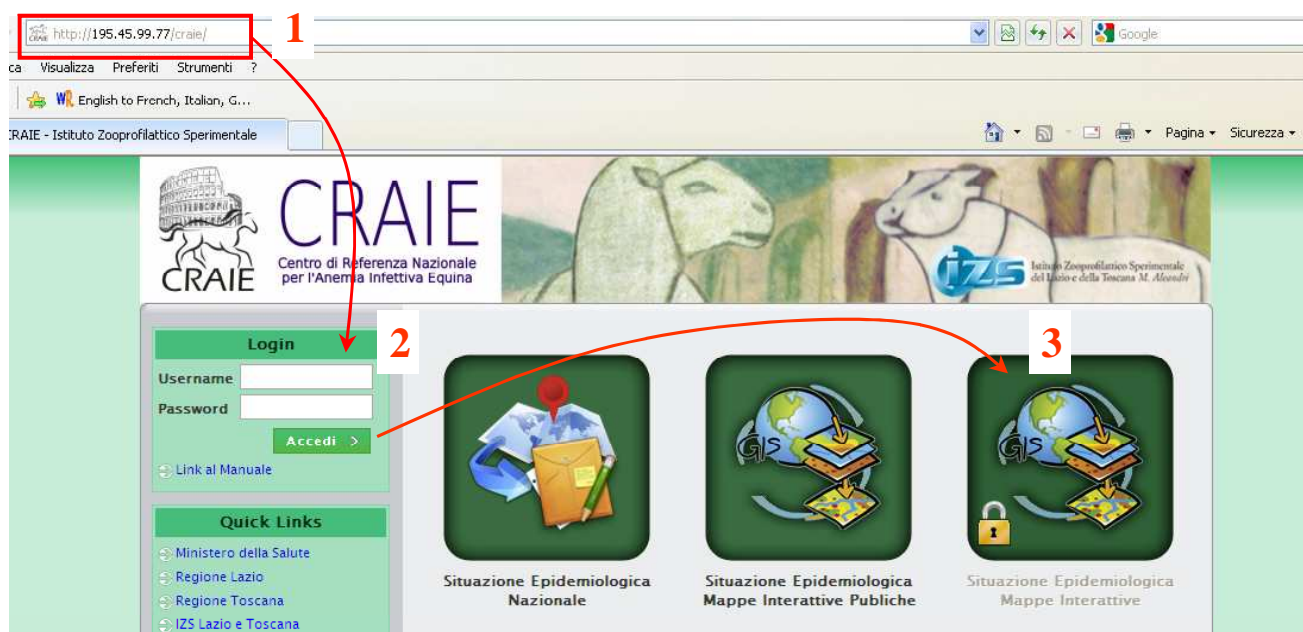 1
http://195.45.99.77/craie/
Google
ca Visualizza Preferiti Strumenti ?
English to French, Italian, G...
CRAIE - Istituto Zooprofilattico Sperimentale
Pagina Sicurezza
CRAIE
CRAIE
Centro di Referenza Nazionale
per l'Anemia Infettiva Equina
IZS
Istituto Zooprofilattico Sperimentale
del Lazio e della Toscana M. Aleandri
Login
Username
Password
Accedi >
Link al Manuale
2
3
Quick Links
Ministero della Salute
Regione Lazio
Regione Toscana
IZS Lazio e Toscana
GIS
GIS
Situazione Epidemiologica
Nazionale
Situazione Epidemiologica
Mappe Interattive Publiche
Situazione Epidemiologica
Mappe Interattive